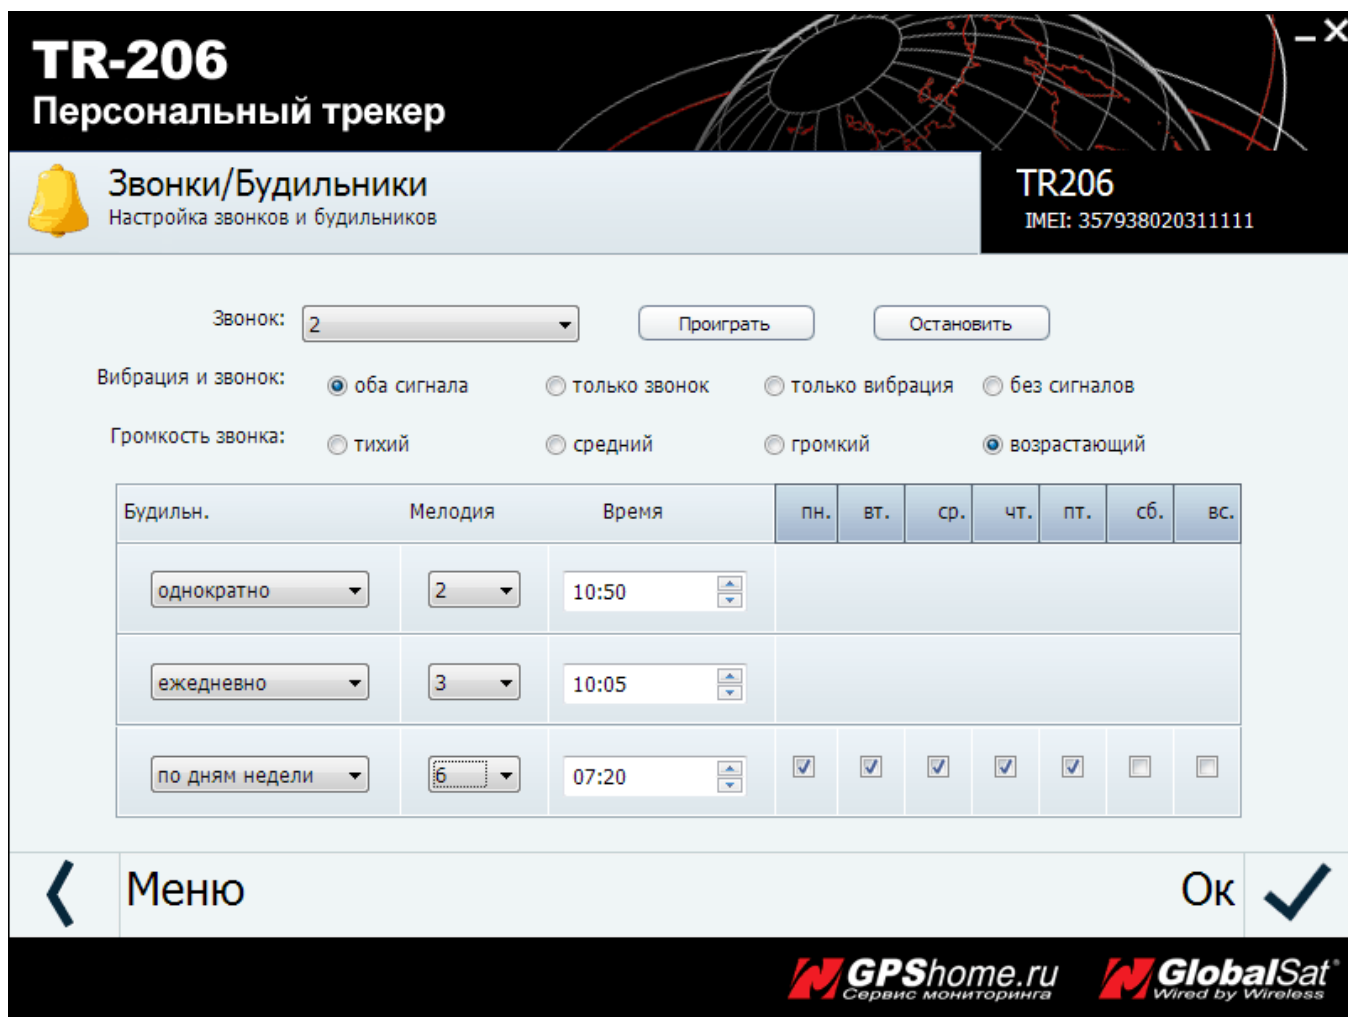 TR-206
Персональный трекер
Звонки/Будильники
Настройка звонков и будильников
TR206
IMEI: 357938020311111
Звонок: 2 Проиграть Остановить
Вибрация и звонок: оба сигнала только звонок только вибрация без сигналов
Громкость звонка: тихий средний громкий возрастающий
Будильн. Мелодия Время пн. вт. ср. чт. пт. сб. вс.
однократно 2 10:50
ежедневно 3 10:05
по дням недели 6 07:20
Меню Ок
GPShome.ru
Сервис мониторинга
GlobalSat
Wired by Wireless